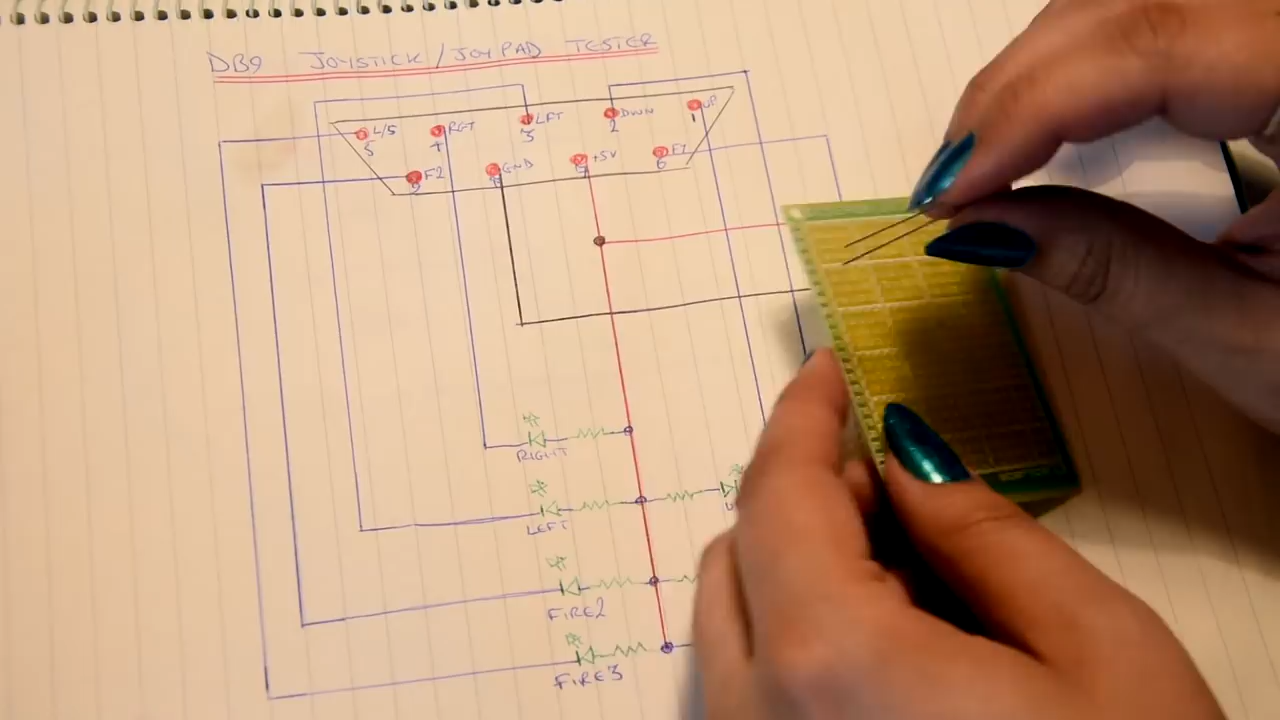 DB9 JOYSTICK/JOYPAD TESTER
L/5 RGT LFT DWN UP
5 4 3 2 1
F2 GND +5V F1
9 8 7 6
RIGHT
LEFT
FIRE2
FIRE3